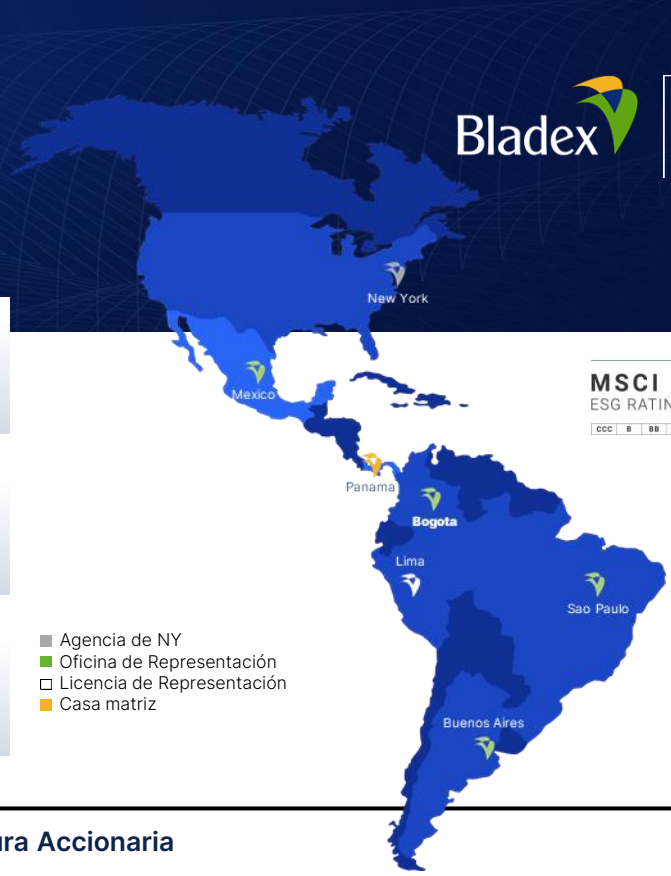 Bladex
New York
MSCI
ESG RATIN
CCC B BB
Mexico
Panama
Bogota
Lima
Sao Paulo
Agencia de NY
Oficina de Representación
Licencia de Representación
Casa matriz
Buenos Aires
ura Accionaria